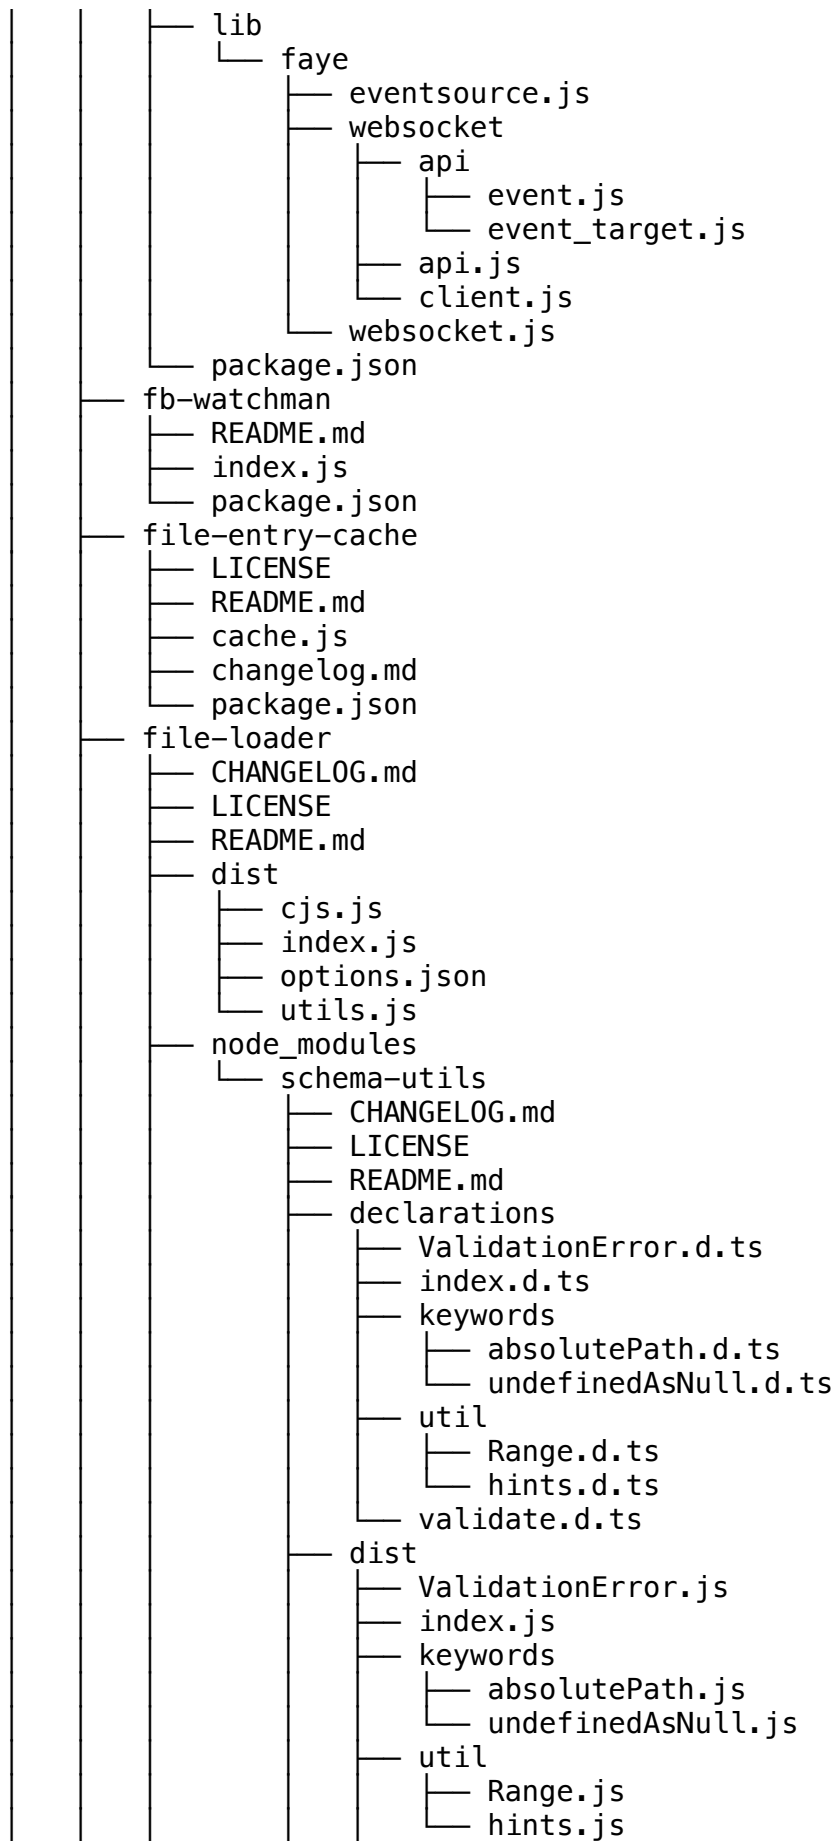 lib
faye
eventsource.js
websocket
api
event.js
event_target.js
api.js
client.js
websocket.js
package.json
fb-watchman
README.md
index.js
package.json
file-entry-cache
LICENSE
README.md
cache.js
changelog.md
package.json
file-loader
CHANGELOG.md
LICENSE
README.md
dist
cjs.js
index.js
options.json
utils.js
node_modules
schema-utils
CHANGELOG.md
LICENSE
README.md
declarations
ValidationError.d.ts
index.d.ts
keywords
absolutePath.d.ts
undefinedAsNull.d.ts
util
Range.d.ts
hints.d.ts
validate.d.ts
dist
ValidationError.js
index.js
keywords
absolutePath.js
undefinedAsNull.js
util
Range.js
hints.js